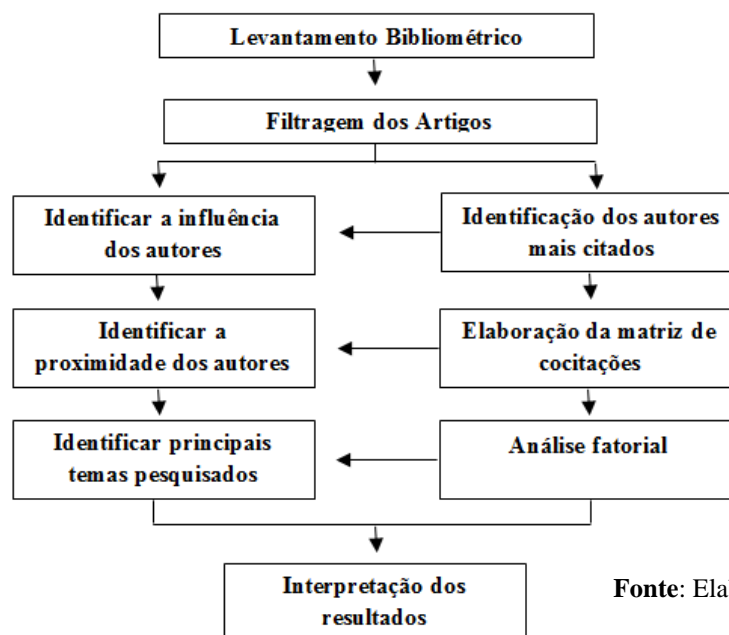 Levantamento Bibliométrico
Filtragem dos Artigos
Identificar a influência
dos autores
Identificação dos autores
mais citados
Identificar a
proximidade dos autores
Elaboração da matriz de
cocitações
Identificar principais
temas pesquisados
Análise fatorial
Interpretação dos
resultados
Fonte: